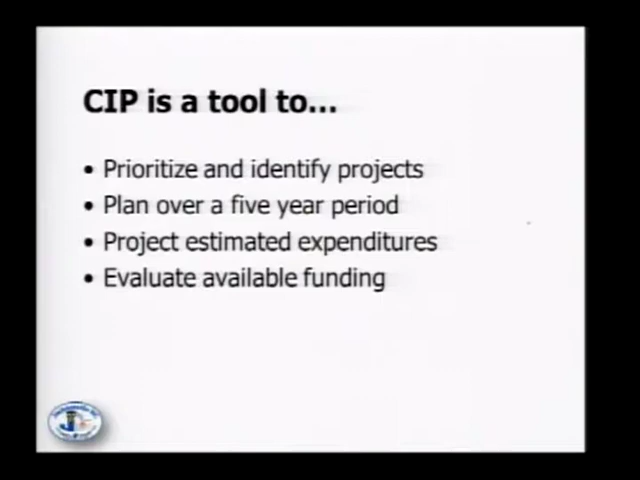 CIP is a tool to...
• Prioritize and identify projects
• Plan over a five year period
• Project estimated expenditures
• Evaluate available funding